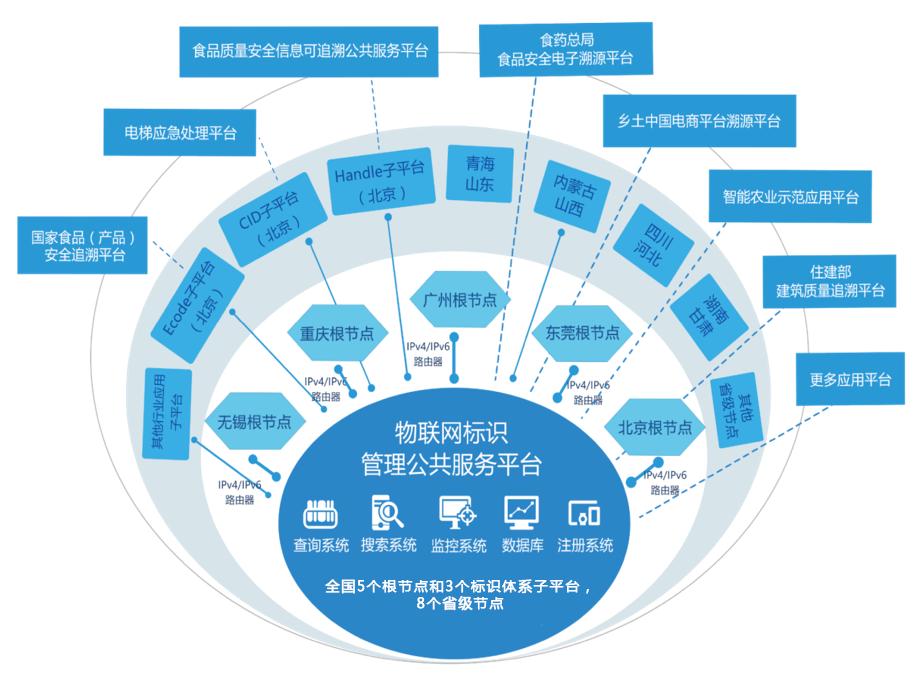 食品质量安全信息可追溯公共服务平台
食药总局
食品安全电子溯源平台
电梯应急处理平台
乡土中国电商平台溯源平台
国家食品（产品）
安全追溯平台
智能农业示范应用平台
住建部
建筑质量追溯平台
更多应用平台
其他行业应用
子平台
Ecode子平台
（北京）
CID子平台
（北京）
Handle子平台
（北京）
青海
山东
内蒙古
山西
四川
河北
湖南
甘肃
其他
省级节点
无锡根节点
重庆根节点
广州根节点
东莞根节点
北京根节点
IPv4/IPv6
路由器
IPv4/IPv6
路由器
IPv4/IPv6
路由器
IPv4/IPv6
路由器
IPv4/IPv6
路由器
物联网标识
管理公共服务平台
查询系统
搜索系统
监控系统
数据库
注册系统
全国5个根节点和3个标识体系子平台，
8个省级节点